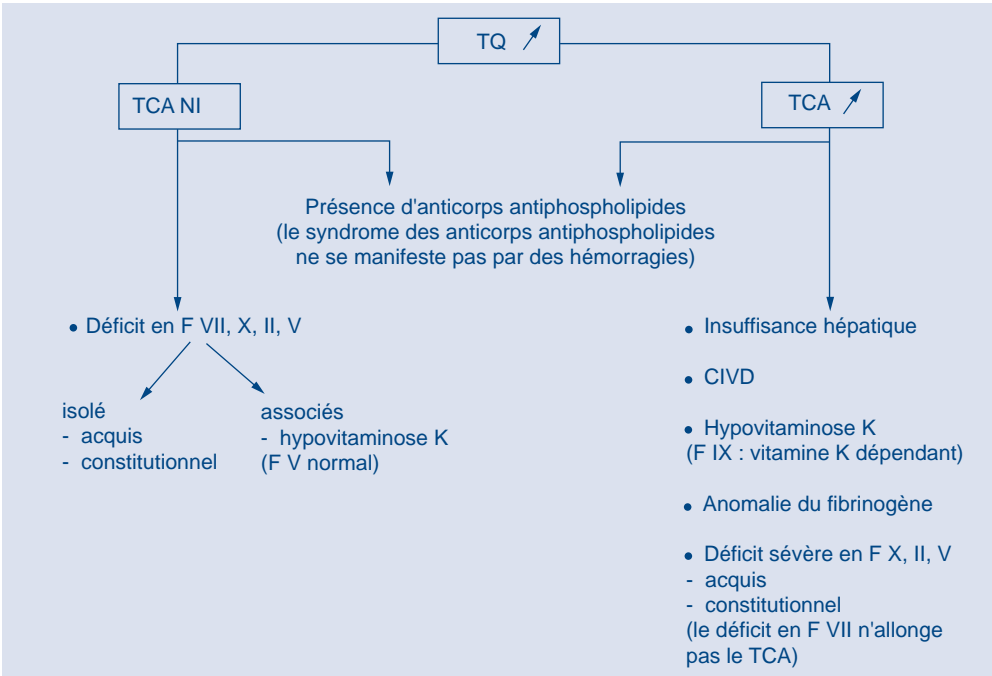 TQ
TCA NI
TCA
Présence d'anticorps antiphospholipides
(le syndrome des anticorps antiphospholipides
ne se manifeste pas par des hémorragies)
• Déficit en F VII, X, II, V
isolé
- acquis
- constitutionnel
associés
- hypovitaminose K
(F V normal)
• Insuffisance hépatique
• CIVD
• Hypovitaminose K
(F IX : vitamine K dépendant)
• Anomalie du fibrinogène
• Déficit sévère en F X, II, V
- acquis
- constitutionnel
(le déficit en F VII n'allonge
pas le TCA)